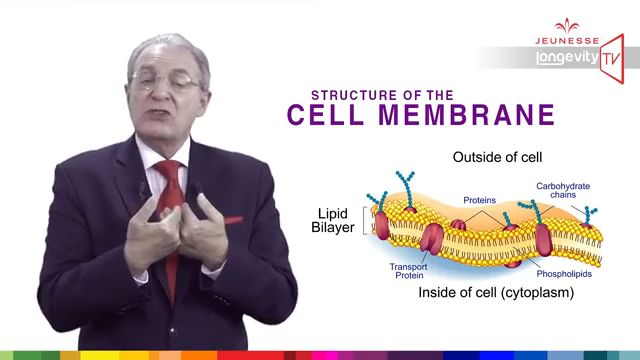 JEUNESSE
longevity TV
STRUCTURE OF THE
CELL MEMBRANE
Outside of cell
Carbohydrate
chains
Proteins
Lipid
Bilayer
Transport
Protein
Phospholipids
Inside of cell (cytoplasm)